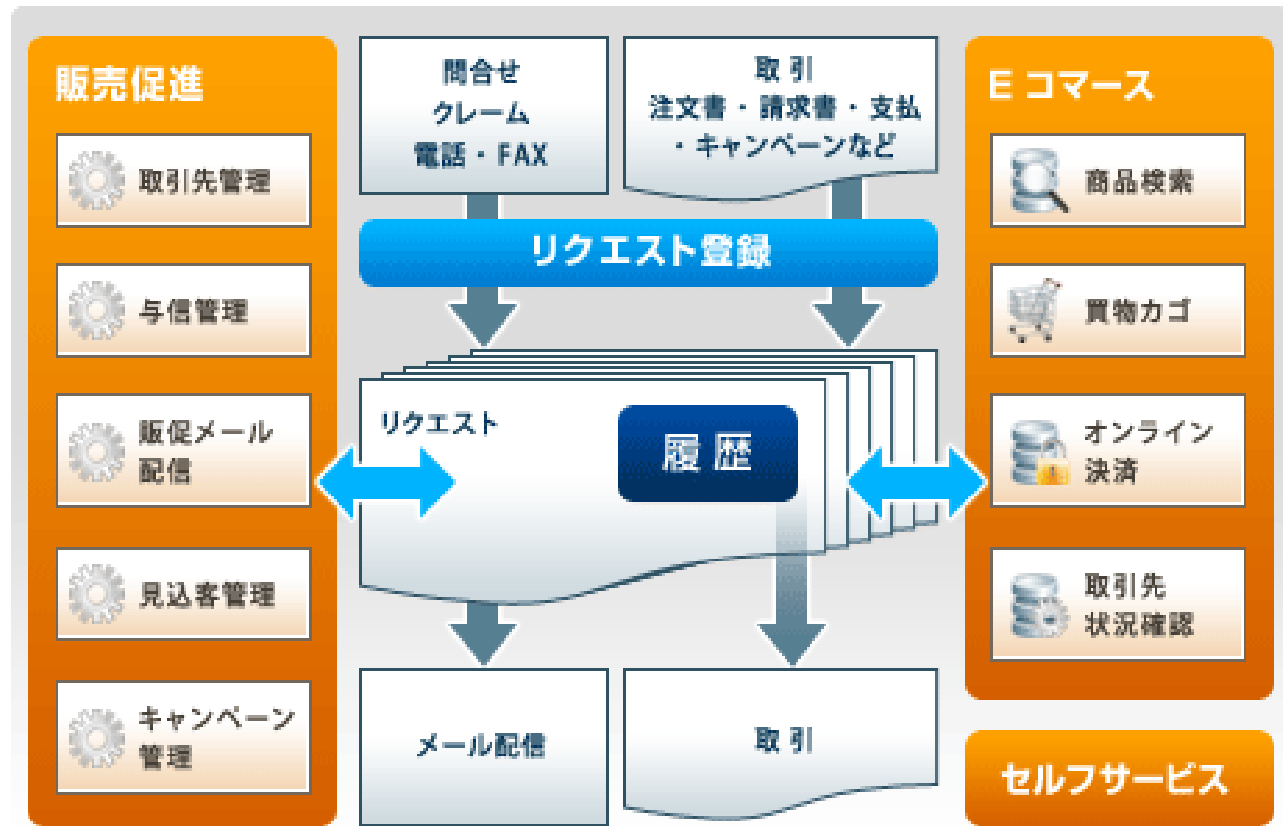 販売促進
取引先管理
与信管理
販促メール
配信
見込客管理
キャンペーン
管理
問合せ
クレーム
電話・FAX
取引
注文書・請求書・支払
・キャンペーンなど
リクエスト登録
リクエスト
履歴
メール配信
取引
Eコマース
商品検索
買物カゴ
オンライン
決済
取引先
状況確認
セルフサービス